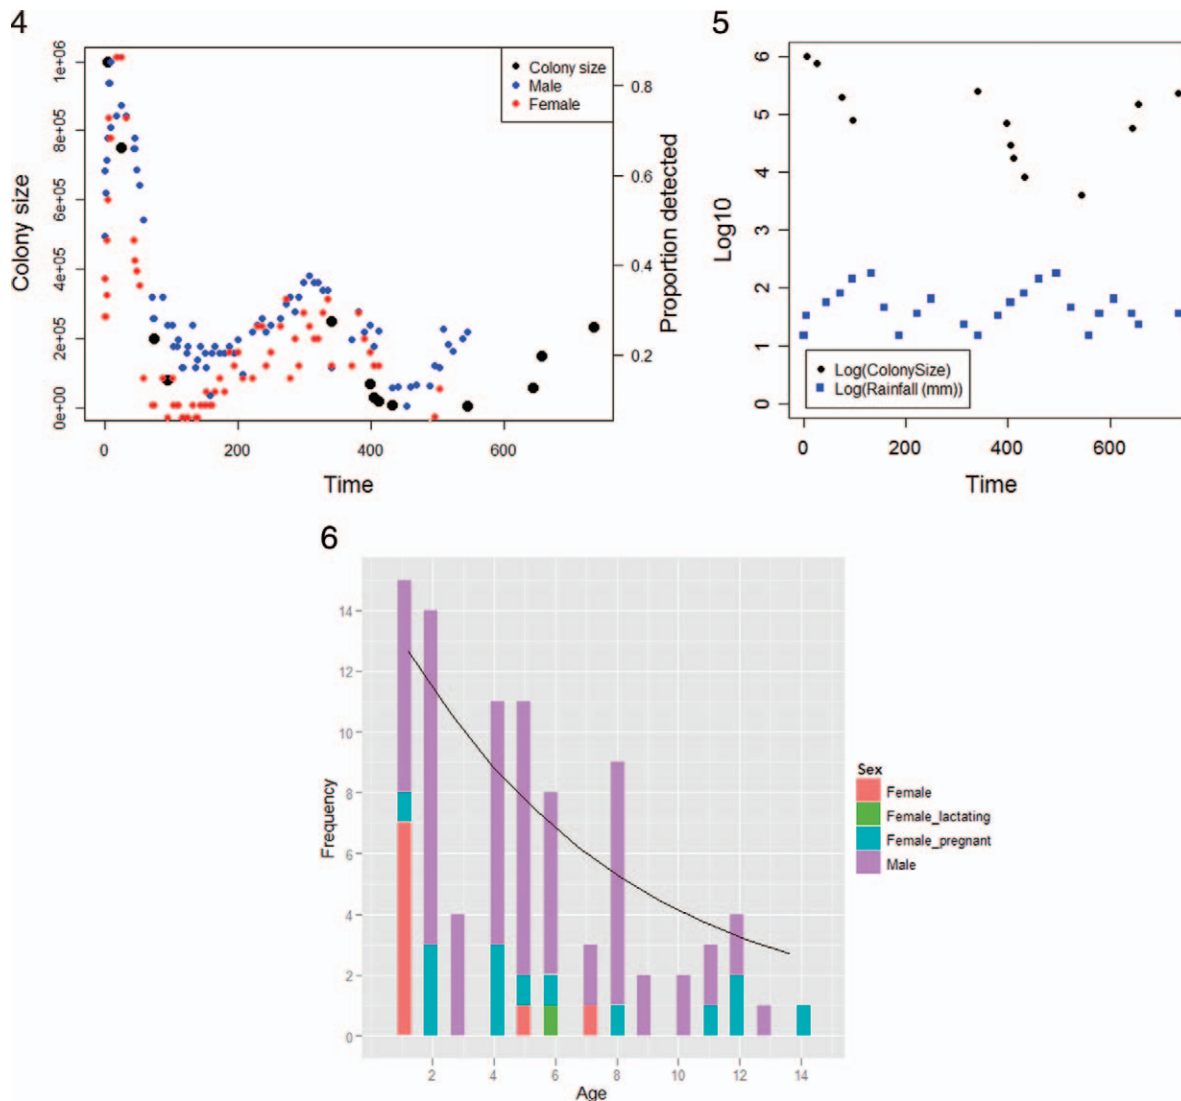 4
Colony size
0e+00 2e+05 4e+05 6e+05 8e+05 1e+06
Colony size
Male
Female
0.8
0.6
0.4
0.2
Proportion detected
0 200 400 600
Time
5
Log10
6
5
4
3
2
1
0
Log(ColonySize)
Log(Rainfall (mm))
0 200 400 600
Time
6
Frequency
14
12
10
8
6
4
2
0
2 4 6 8 10 12 14
Age
Sex
Female
Female_lactating
Female_pregnant
Male